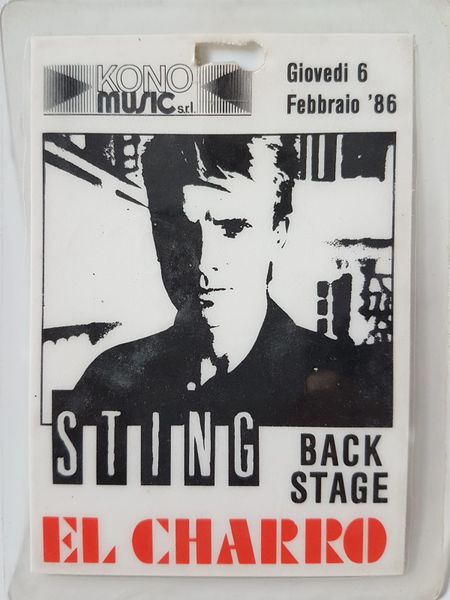 KONO
MUSIC s.r.l.
Giovedi 6
Febbraio '86
STING
BACK
STAGE
EL CHARRO